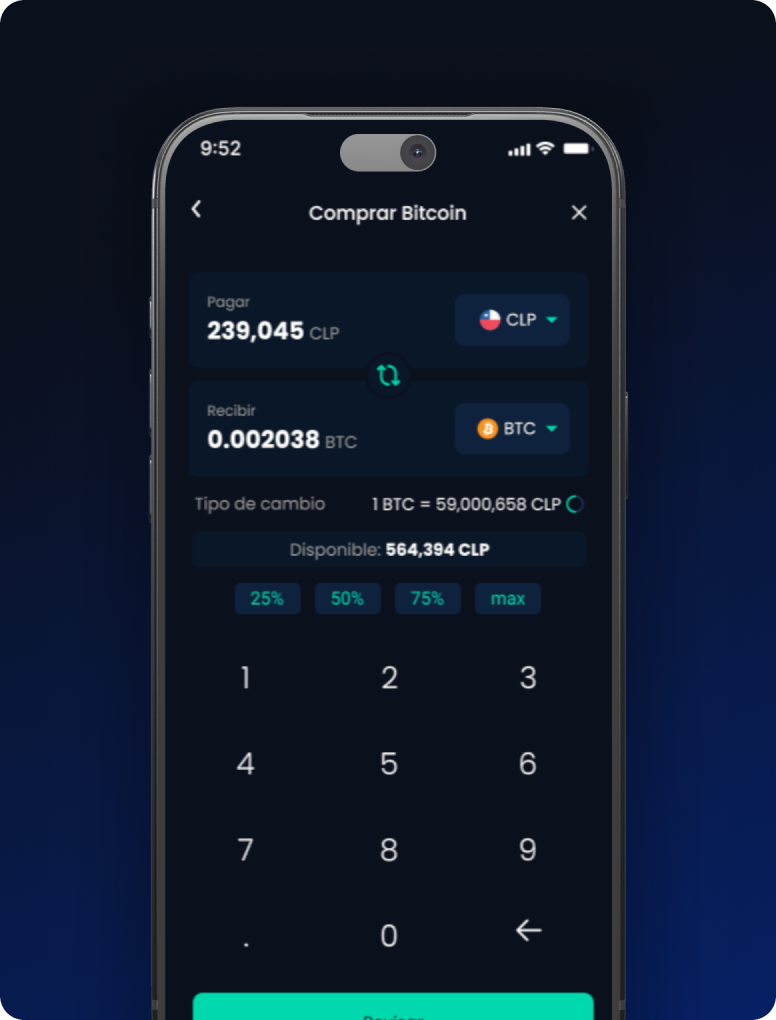 9:52
Comprar Bitcoin
Pagar
239,045 CLP
CLP
Recibir
0.002038 BTC
BTC
Tipo de cambio 1 BTC = 59,000,658 CLP
Disponible: 564,394 CLP
25% 50% 75% max
1 2 3
4 5 6
7 8 9
. 0